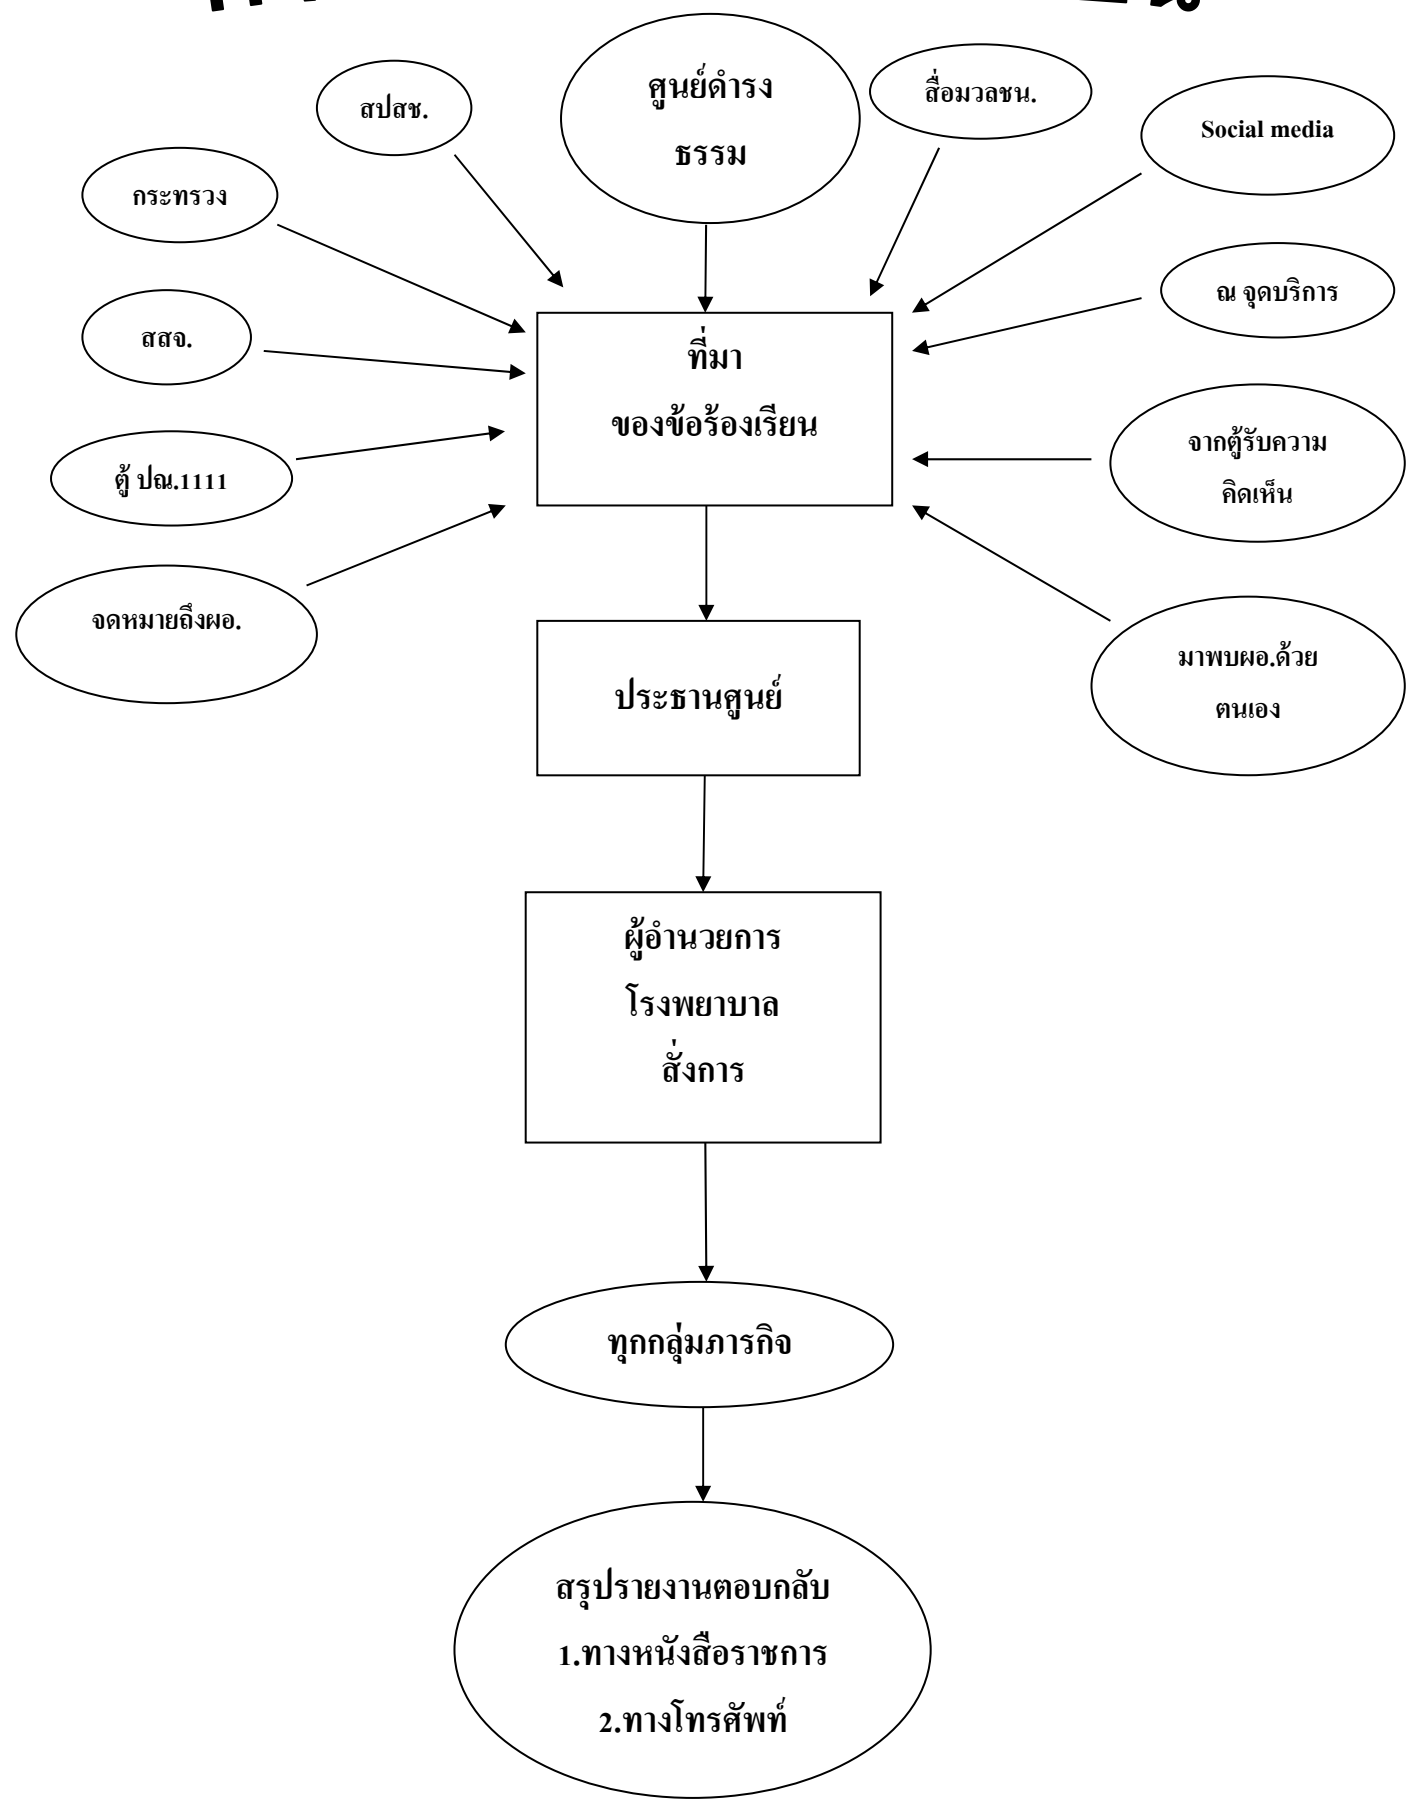 สปสช.
ศูนย์ดำรง
ธรรม
สื่อมวลชน.
Social media
กระทรวง
ณ จุดบริการ
สสจ.
ที่มา
ของข้อร้องเรียน
จากตู้รับความ
คิดเห็น
ตู้ ปณ.1111
จดหมายถึงผอ.
มาพบผอ.ด้วย
ตนเอง
ประธานศูนย์
ผู้อำนวยการ
โรงพยาบาล
สั่งการ
ทุกกลุ่มภารกิจ
สรุปรายงานตอบกลับ
1.ทางหนังสือราชการ
2.ทางโทรศัพท์